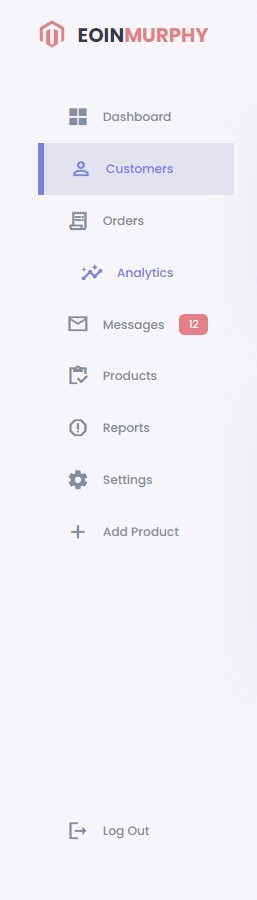 EOINMURPHY
Dashboard
Customers
Orders
Analytics
Messages 12
Products
Reports
Settings
Add Product
Log Out